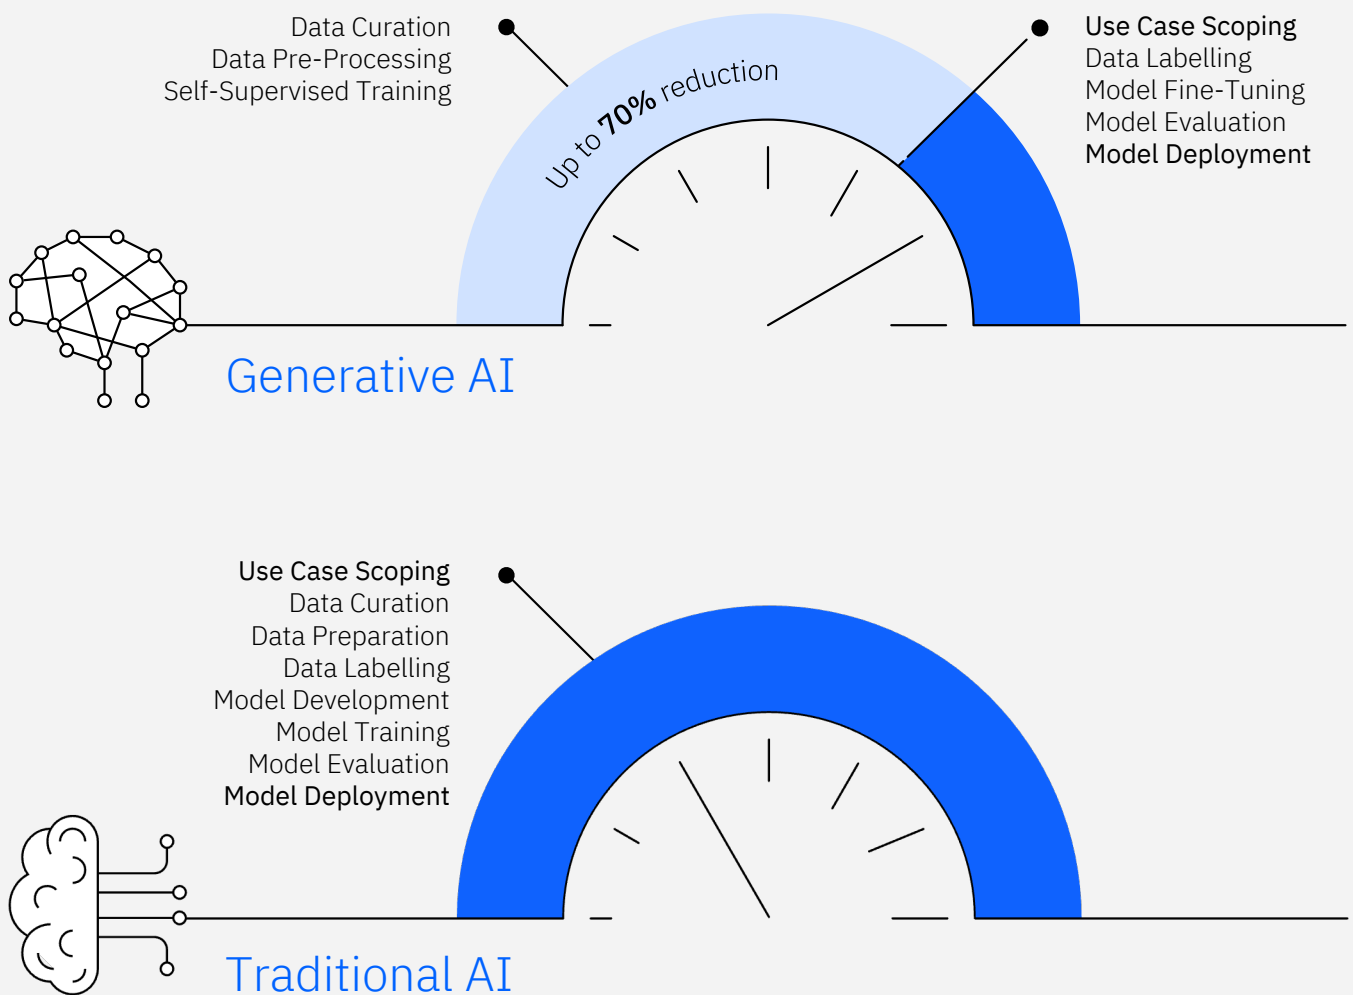 Data Curation
Data Pre-Processing
Self-Supervised Training
Up to 70% reduction
Use Case Scoping
Data Labelling
Model Fine-Tuning
Model Evaluation
Model Deployment
Generative AI
Use Case Scoping
Data Curation
Data Preparation
Data Labelling
Model Development
Model Training
Model Evaluation
Model Deployment
Traditional AI